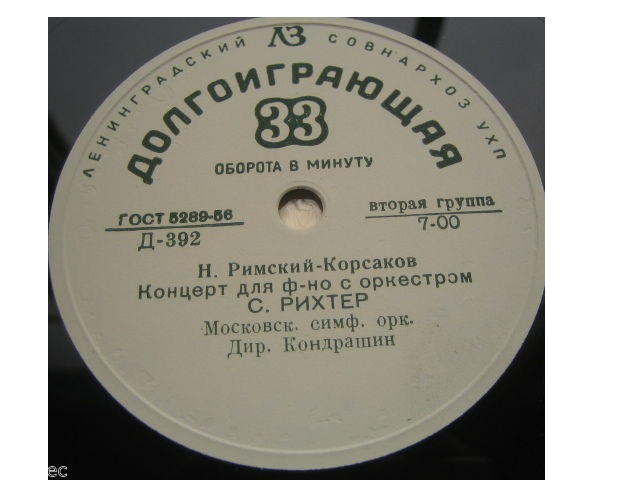 ЛЕНИНГРАДСКИЙ ЛЗ СОВНАРХОЗ УХП
ДОЛГОИГРАЮЩАЯ
33
ОБОРОТА В МИНУТУ
ГОСТ 5289-56
Д-392
вторая группа
7-00
Н. Римский-Корсаков
Концерт для ф-но с оркестром
С. РИХТЕР
Московск. симф. орк.
Дир. Кондрашин
ec